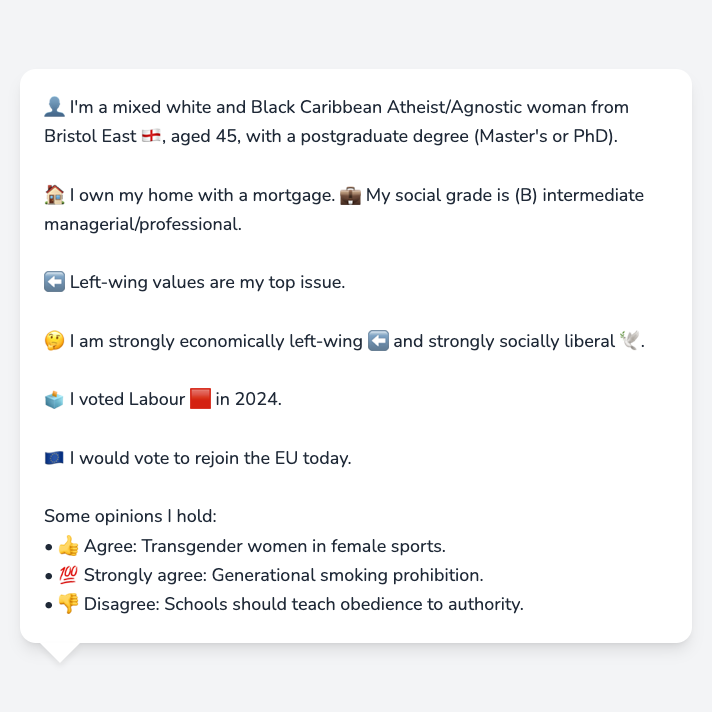 👤 I'm a mixed white and Black Caribbean Atheist/Agnostic woman from
Bristol East 🏴󠁧󠁢󠁥󠁮󠁧󠁿, aged 45, with a postgraduate degree (Master's or PhD).
🏠 I own my home with a mortgage. 💼 My social grade is (B) intermediate
managerial/professional.
⬅️ Left-wing values are my top issue.
🤔 I am strongly economically left-wing ⬅️ and strongly socially liberal 🕊️.
🗳️ I voted Labour 🟥 in 2024.
🇪🇺 I would vote to rejoin the EU today.
Some opinions I hold:
• 👍 Agree: Transgender women in female sports.
• 💯 Strongly agree: Generational smoking prohibition.
• 👎 Disagree: Schools should teach obedience to authority.